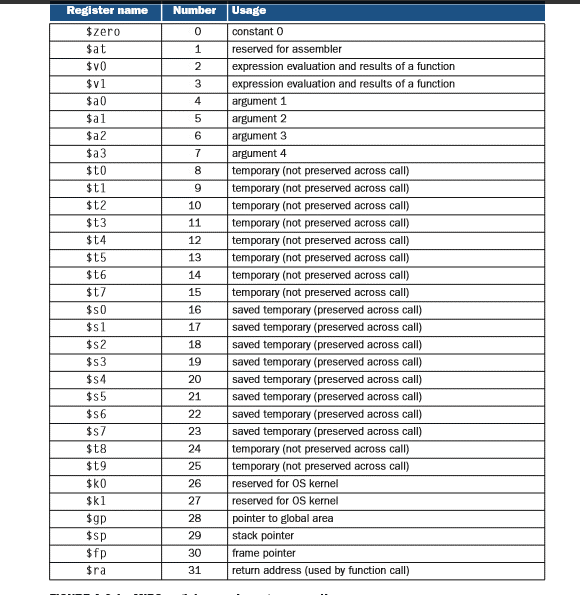 Register name Number Usage
$zero 0 constant 0
$at 1 reserved for assembler
$v0 2 expression evaluation and results of a function
$v1 3 expression evaluation and results of a function
$a0 4 argument 1
$a1 5 argument 2
$a2 6 argument 3
$a3 7 argument 4
$t0 8 temporary (not preserved across call)
$t1 9 temporary (not preserved across call)
$t2 10 temporary (not preserved across call)
$t3 11 temporary (not preserved across call)
$t4 12 temporary (not preserved across call)
$t5 13 temporary (not preserved across call)
$t6 14 temporary (not preserved across call)
$t7 15 temporary (not preserved across call)
$s0 16 saved temporary (preserved across call)
$s1 17 saved temporary (preserved across call)
$s2 18 saved temporary (preserved across call)
$s3 19 saved temporary (preserved across call)
$s4 20 saved temporary (preserved across call)
$s5 21 saved temporary (preserved across call)
$s6 22 saved temporary (preserved across call)
$s7 23 saved temporary (preserved across call)
$t8 24 temporary (not preserved across call)
$t9 25 temporary (not preserved across call)
$k0 26 reserved for OS kernel
$k1 27 reserved for OS kernel
$gp 28 pointer to global area
$sp 29 stack pointer
$fp 30 frame pointer
$ra 31 return address (used by function call)